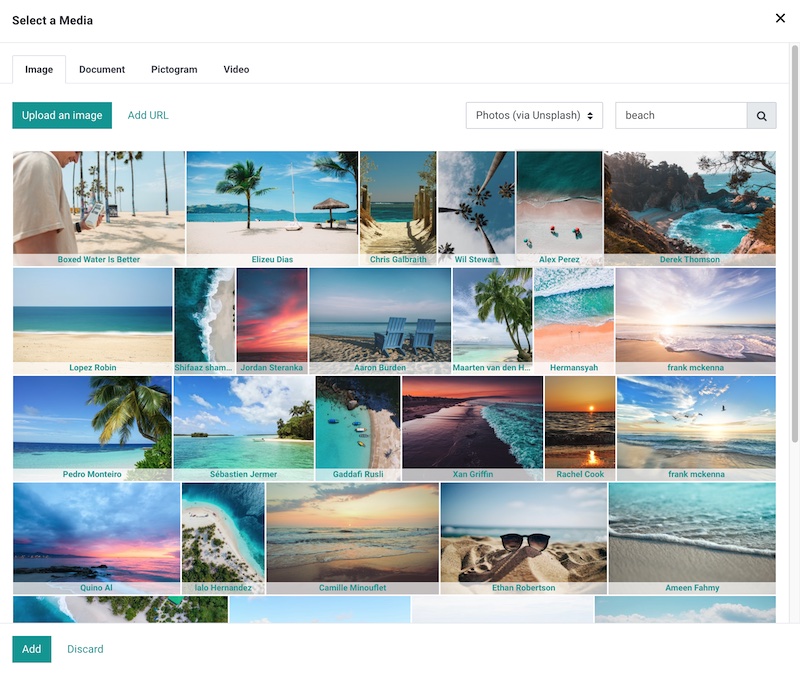 Select a Media
Image Document Pictogram Video
Upload an image Add URL Photos (via Unsplash) beach
Boxed Water Is Better Elizeu Dias Chris Galbraith Wil Stewart Alex Perez Derek Thomson
Lopez Robin Shifaaz sham... Jordan Steranka Aaron Burden Maarten van den H... Hermansyah frank mckenna
Pedro Monteiro Sébastien Jermer Gaddafi Rusli Xan Griffin Rachel Cook frank mckenna
Quino Al lalo Hernandez Camille Minouflet Ethan Robertson Ameen Fahmy
Add Discard